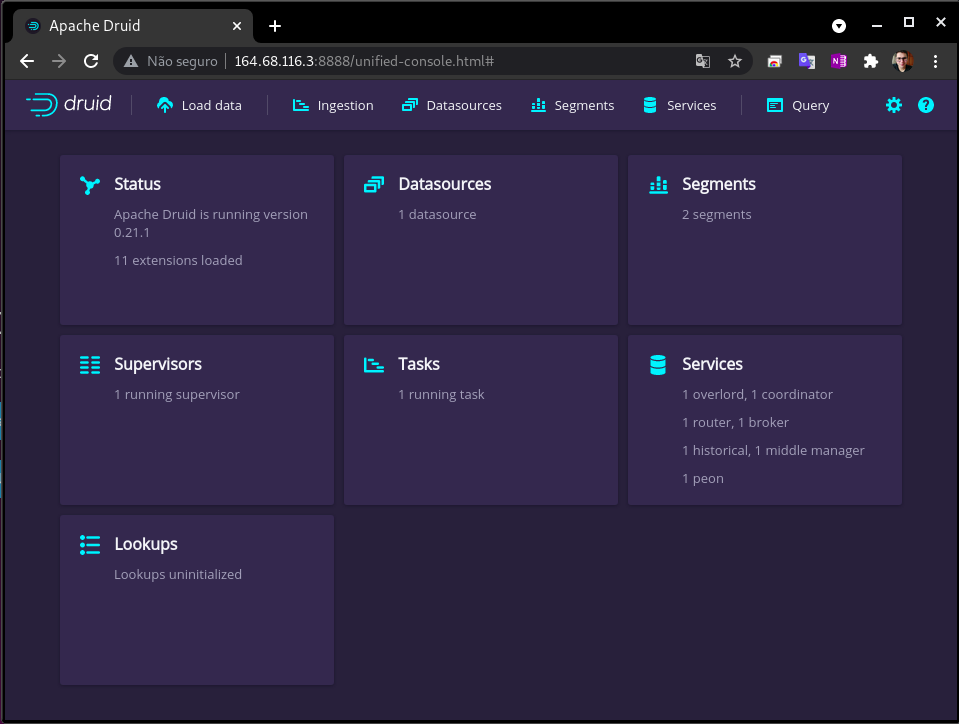 Apache Druid
Não seguro 164.68.116.3:8888/unified-console.html#
druid Load data Ingestion Datasources Segments Services Query
Status
Apache Druid is running version
0.21.1
11 extensions loaded
Datasources
1 datasource
Segments
2 segments
Supervisors
1 running supervisor
Tasks
1 running task
Services
1 overlord, 1 coordinator
1 router, 1 broker
1 historical, 1 middle manager
1 peon
Lookups
Lookups uninitialized